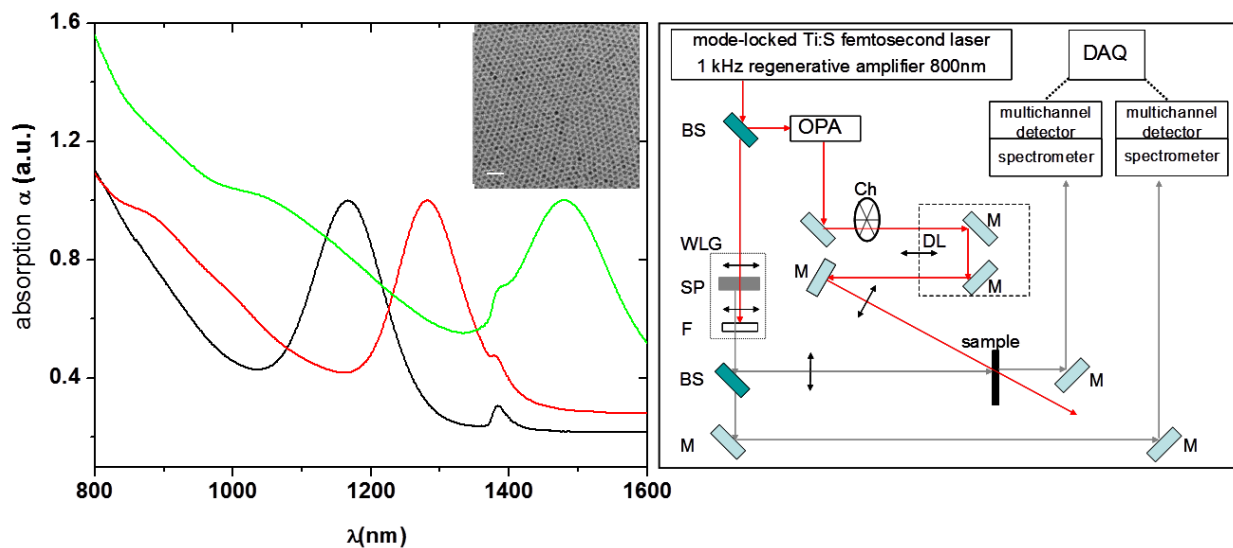 1.6
1.2
0.8
0.4
absorption α (a.u.)
800
1000
1200
1400
1600
λ(nm)
mode-locked Ti:S femtosecond laser
1 kHz regenerative amplifier 800nm
DAQ
multichannel
detector
spectrometer
multichannel
detector
spectrometer
BS
OPA
Ch
M
DL
M
WLG
M
SP
F
sample
BS
M
M
M